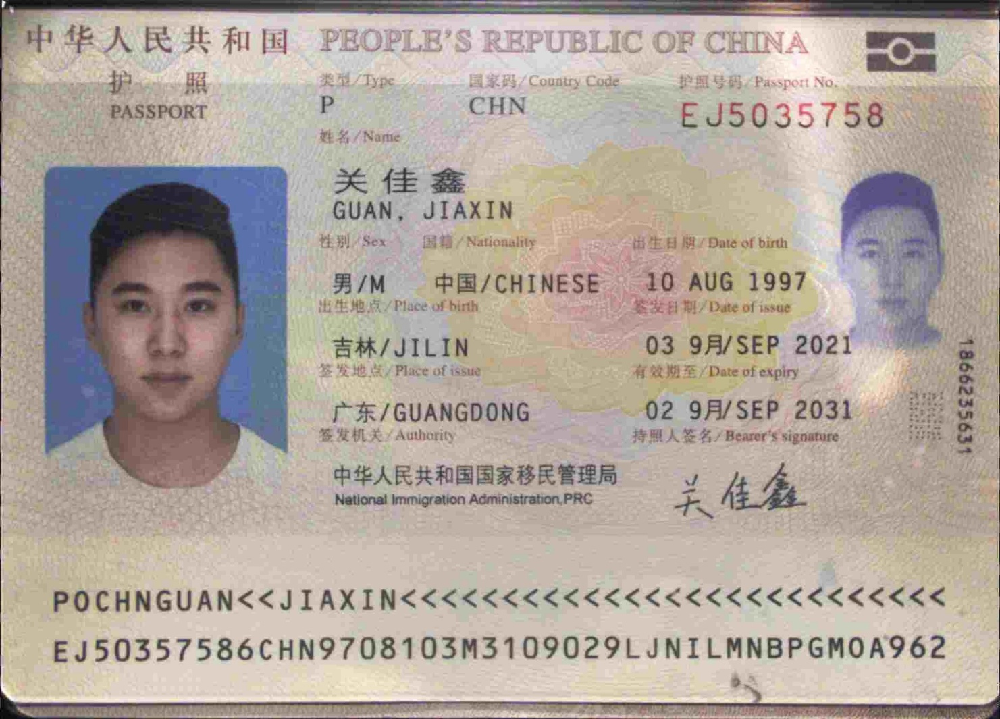 中华人民共和国 PEOPLE'S REPUBLIC OF CHINA
护 照 类型/Type 国家码/Country Code 护照号码/Passport No.
PASSPORT P CHN EJ5035758
姓名/Name
关佳鑫
GUAN, JIAXIN
性别/Sex 国籍/Nationality 出生日期/Date of birth
男/M 中国/CHINESE 10 AUG 1997
出生地点/Place of birth 签发日期/Date of issue
吉林/JILIN 03 9月/SEP 2021
签发地点/Place of issue 有效期至/Date of expiry
广东/GUANGDONG 02 9月/SEP 2031
签发机关/Authority 持照人签名/Bearer's signature
中华人民共和国国家移民管理局
National Immigration Administration,PRC
关佳鑫
1866235631
POCHNGUAN<<JIAXIN<<<<<<<<<<<<<<<<<<<<<<<<<<<
EJ50357586CHN9708103M3109029LJNILMNBPGMOA962